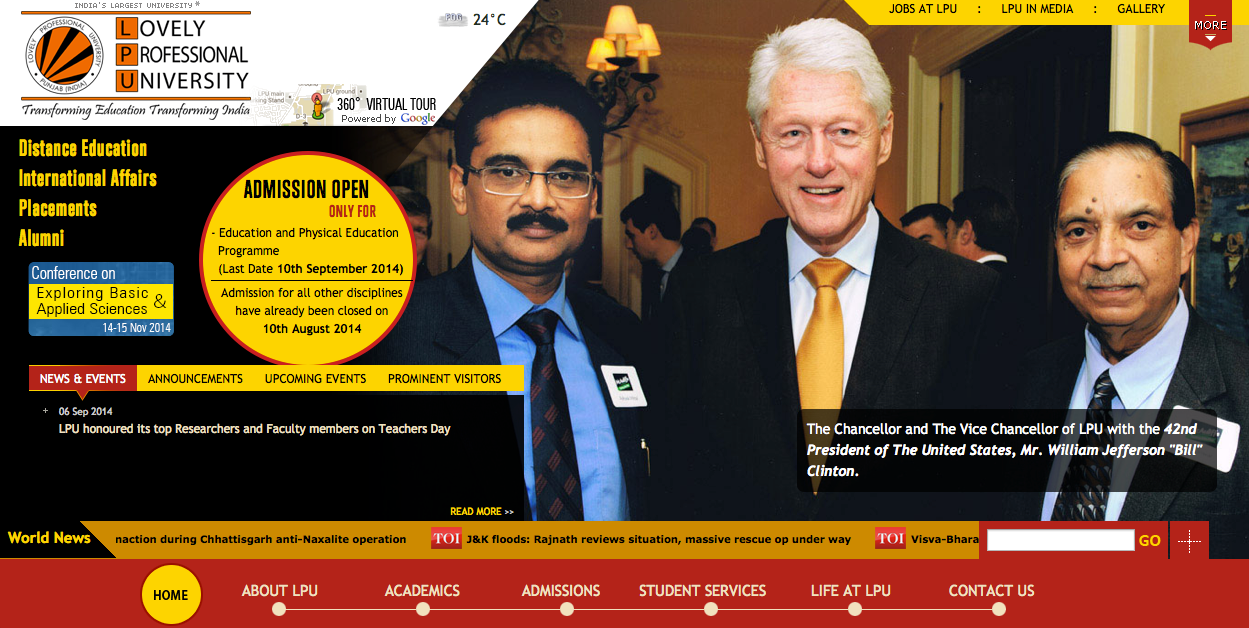 INDIA'S LARGEST UNIVERSITY*
LOVELY
PROFESSIONAL
UNIVERSITY
LOVELY PROFESSIONAL UNIVERSITY
PUNJAB (INDIA)
Transforming Education Transforming India
24°C
LPU main
LPU ground
king Stand
D-3
A
360° VIRTUAL TOUR
Powered by Google
JOBS AT LPU : LPU IN MEDIA : GALLERY
MORE
Distance Education
International Affairs
Placements
Alumni
Conference on
Exploring Basic &
Applied Sciences
14-15 Nov 2014
ADMISSION OPEN
ONLY FOR
- Education and Physical Education
Programme
(Last Date 10th September 2014)
Admission for all other disciplines
have already been closed on
10th August 2014
NEWS & EVENTS ANNOUNCEMENTS UPCOMING EVENTS PROMINENT VISITORS
+ 06 Sep 2014
LPU honoured its top Researchers and Faculty members on Teachers Day
READ MORE >>
The Chancellor and The Vice Chancellor of LPU with the 42nd
President of The United States, Mr. William Jefferson "Bill"
Clinton.
World News naction during Chhattisgarh anti-Naxalite operation TOI J&K floods: Rajnath reviews situation, massive rescue op under way TOI Visva-Bhara GO
HOME ABOUT LPU ACADEMICS ADMISSIONS STUDENT SERVICES LIFE AT LPU CONTACT US